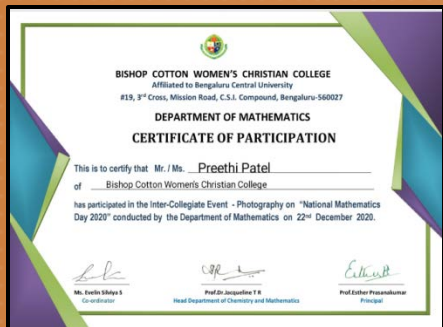 BISHOP COTTON WOMEN'S CHRISTIAN COLLEGE
Affiliated to Bengaluru Central University
#19, 3rd Cross, Mission Road, C.S.I. Compound, Bengaluru-560027
DEPARTMENT OF MATHEMATICS
CERTIFICATE OF PARTICIPATION
This is to certify that Mr. / Ms. Preethi Patel
of Bishop Cotton Women's Christian College
has participated in the Inter-Collegiate Event - Photography on "National Mathematics
Day 2020" conducted by the Department of Mathematics on 22nd December 2020.
Ms. Evelin Silviya S
Co-ordinator
Prof.Dr.Jacqueline T R
Head Department of Chemistry and Mathematics
Prof.Esther Prasanakumar
Principal